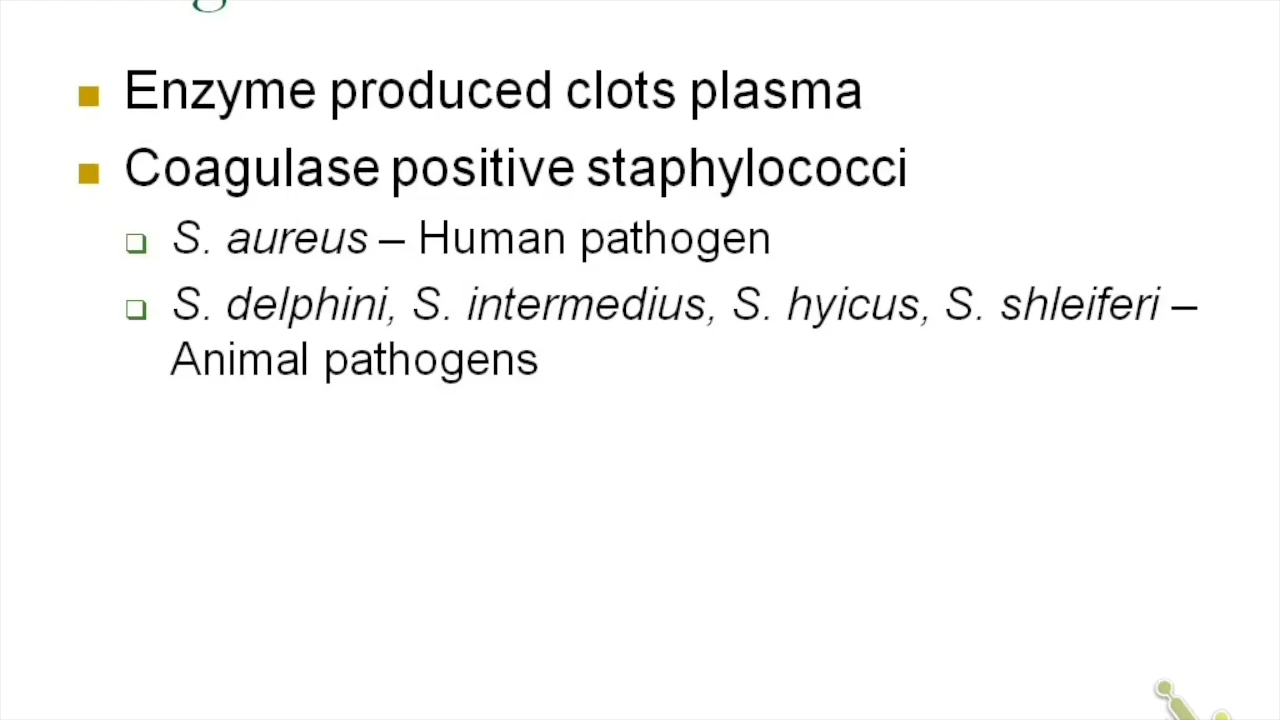 Enzyme produced clots plasma
Coagulase positive staphylococci
S. aureus – Human pathogen
S. delphini, S. intermedius, S. hyicus, S. shleiferi –
Animal pathogens